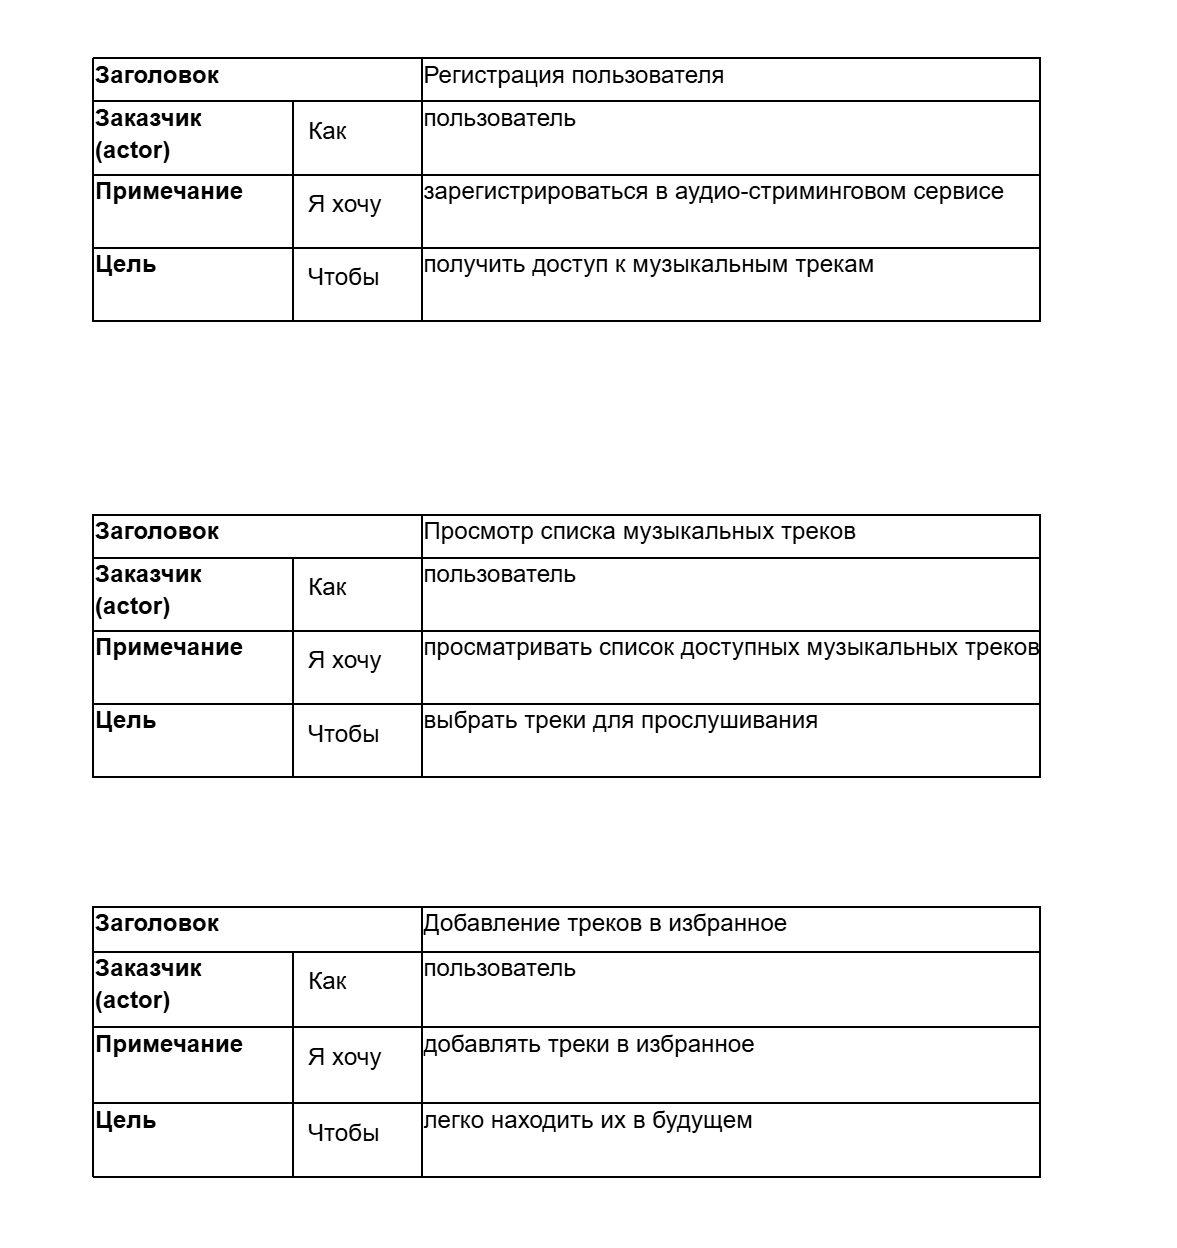 Заголовок Регистрация пользователя
Заказчик
(actor) Как пользователь
Примечание Я хочу зарегистрироваться в аудио-стриминговом сервисе
Цель Чтобы получить доступ к музыкальным трекам
Заголовок Просмотр списка музыкальных треков
Заказчик
(actor) Как пользователь
Примечание Я хочу просматривать список доступных музыкальных треков
Цель Чтобы выбрать треки для прослушивания
Заголовок Добавление треков в избранное
Заказчик
(actor) Как пользователь
Примечание Я хочу добавлять треки в избранное
Цель Чтобы легко находить их в будущем